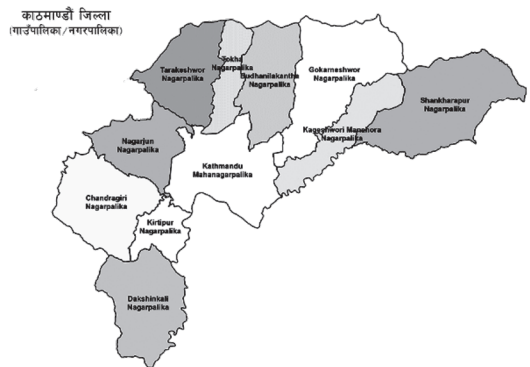 काठमाण्डौं जिल्ला
(गाउँपालिका/नगरपालिका)
Tarakeshwor
Nagarpalika
Tokha
Nagarpalika
Budhanilakantha
Nagarpalika
Gokarneshwor
Nagarpalika
Shankharapur
Nagarpalika
Kageshwori Manohora
Nagarpalika
Nagarjun
Nagarpalika
Kathmandu
Mahanagarpalika
Chandragiri
Nagarpalika
Kirtipur
Nagarpalika
Dakshinkali
Nagarpalika